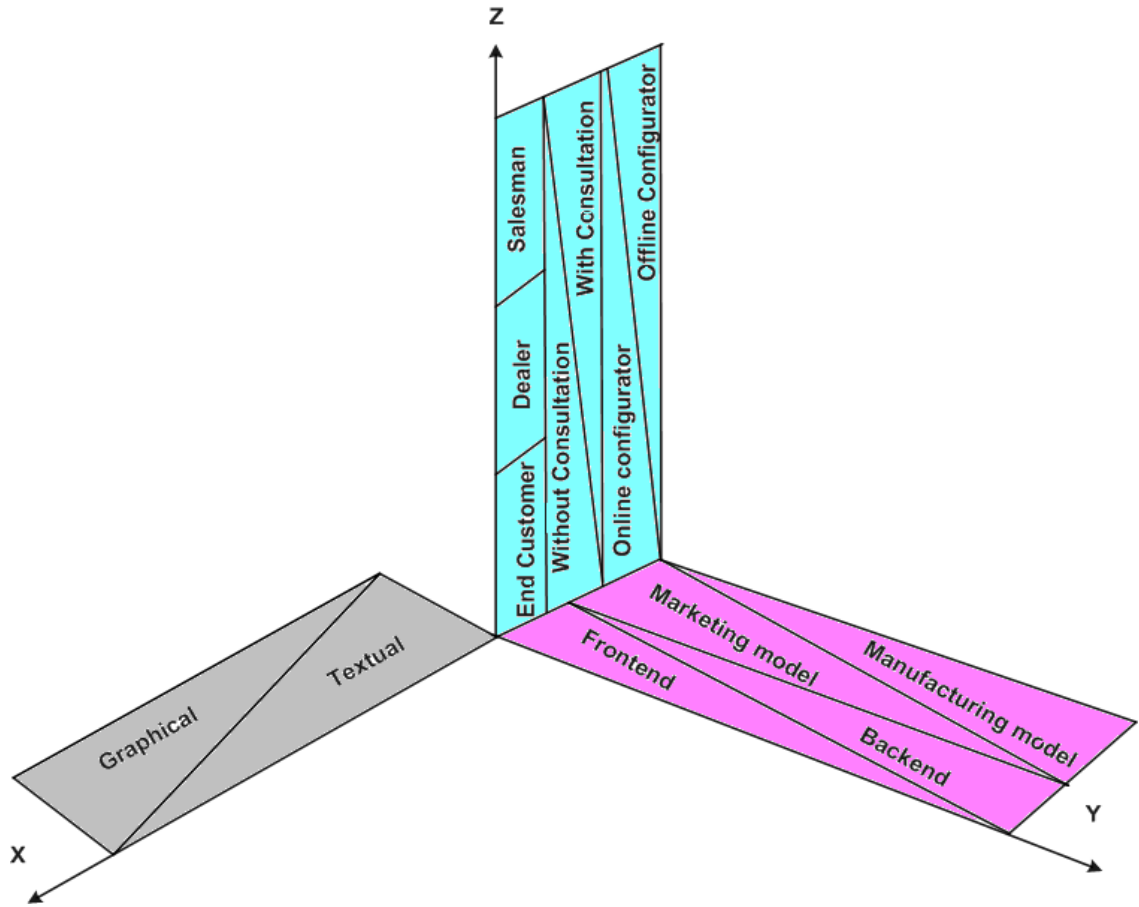 Z
Salesman
Dealer
End Customer
With Consultation
Without Consultation
Offline Configurator
Online configurator
Graphical
Textual
Marketing model
Manufacturing model
Frontend
Backend
X
Y